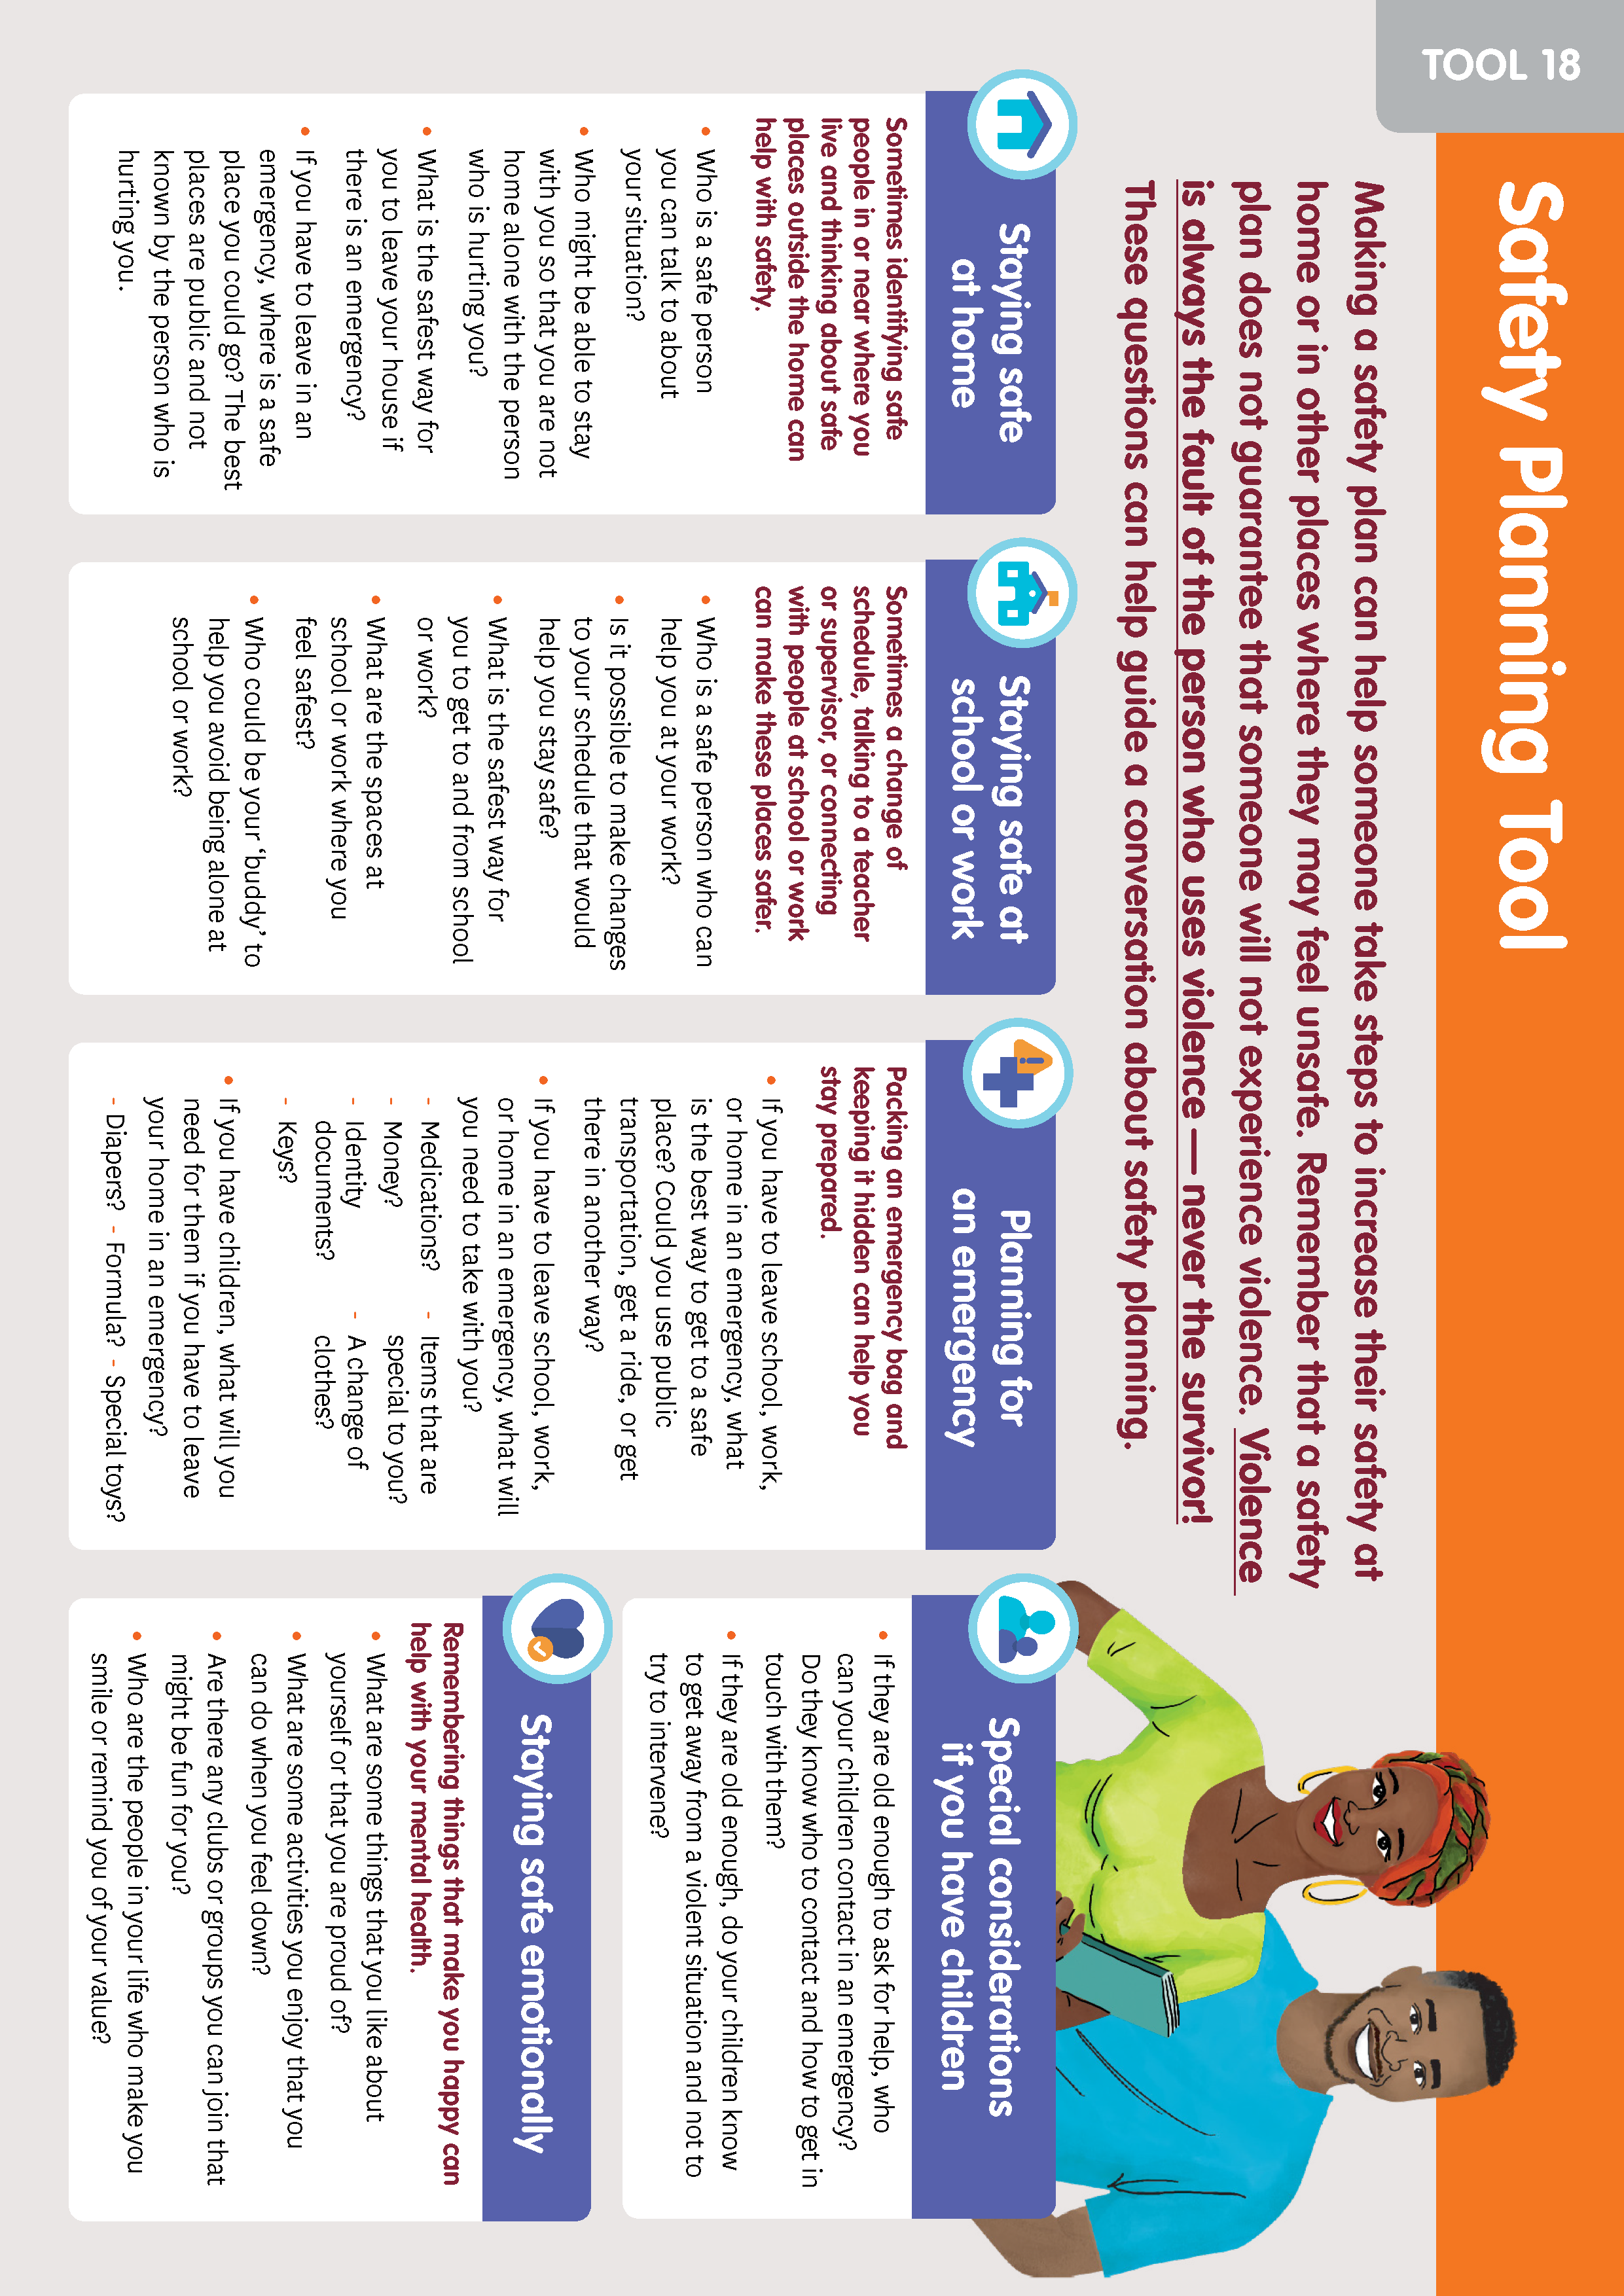 TOOL 18
Safety Planning Tool
Making a safety plan can help someone take steps to increase their safety at
home or in other places where they may feel unsafe. Remember that a safety
plan does not guarantee that someone will not experience violence. Violence
is always the fault of the person who uses violence — never the survivor!
These questions can help guide a conversation about safety planning.
Staying safe
at home
Sometimes identifying safe
people in or near where you
live and thinking about safe
places outside the home can
help with safety.
• Who is a safe person
you can talk to about
your situation?
• Who might be able to stay
with you so that you are not
home alone with the person
who is hurting you?
• What is the safest way for
you to leave your house if
there is an emergency?
• If you have to leave in an
emergency, where is a safe
place you could go? The best
places are public and not
known by the person who is
hurting you.
Staying safe at
school or work
Sometimes a change of
schedule, talking to a teacher
or supervisor, or connecting
with people at school or work
can make these places safer.
• Who is a safe person who can
help you at your work?
• Is it possible to make changes
to your schedule that would
help you stay safe?
• What is the safest way for
you to get to and from school
or work?
• What are the spaces at
school or work where you
feel safest?
• Who could be your ‘buddy’ to
help you avoid being alone at
school or work?
Planning for
an emergency
Packing an emergency bag and
keeping it hidden can help you
stay prepared.
• If you have to leave school, work,
or home in an emergency, what
is the best way to get to a safe
place? Could you use public
transportation, get a ride, or get
there in another way?
• If you have to leave school, work,
or home in an emergency, what will
you need to take with you?
- Medications?
- Money?
- Identity
documents?
- Keys?
- Items that are
special to you?
- A change of
clothes?
• If you have children, what will you
need for them if you have to leave
your home in an emergency?
- Diapers? - Formula? - Special toys?
Special considerations
if you have children
• If they are old enough to ask for help, who
can your children contact in an emergency?
Do they know who to contact and how to get in
touch with them?
• If they are old enough, do your children know
to get away from a violent situation and not to
try to intervene?
Staying safe emotionally
Remembering things that make you happy can
help with your mental health.
• What are some things that you like about
yourself or that you are proud of?
• What are some activities you enjoy that you
can do when you feel down?
• Are there any clubs or groups you can join that
might be fun for you?
• Who are the people in your life who make you
smile or remind you of your value?